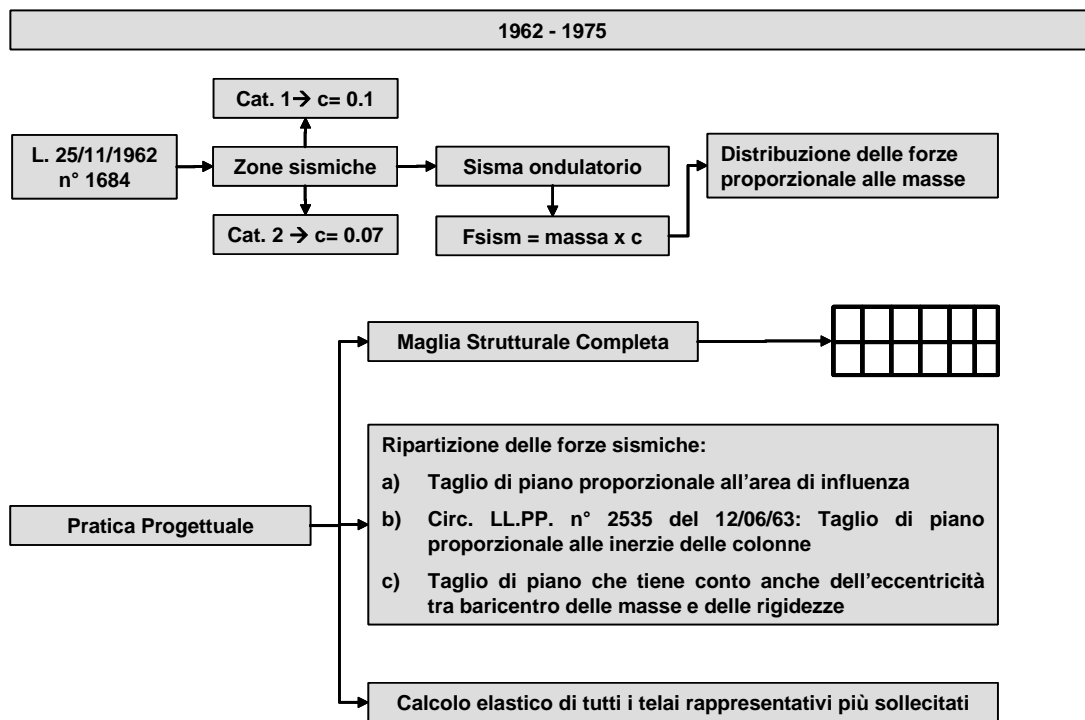 1962 - 1975
Cat. 1→ c= 0.1
L. 25/11/1962
n° 1684
Zone sismiche
Sisma ondulatorio
Distribuzione delle forze
proporzionale alle masse
Cat. 2 → c= 0.07
Fsism = massa x c
Maglia Strutturale Completa
Ripartizione delle forze sismiche:
a) Taglio di piano proporzionale all'area di influenza
b) Circ. LL.PP. n° 2535 del 12/06/63: Taglio di piano
proporzionale alle inerzie delle colonne
c) Taglio di piano che tiene conto anche dell'eccentricità
tra baricentro delle masse e delle rigidezze
Pratica Progettuale
Calcolo elastico di tutti i telai rappresentativi più sollecitati